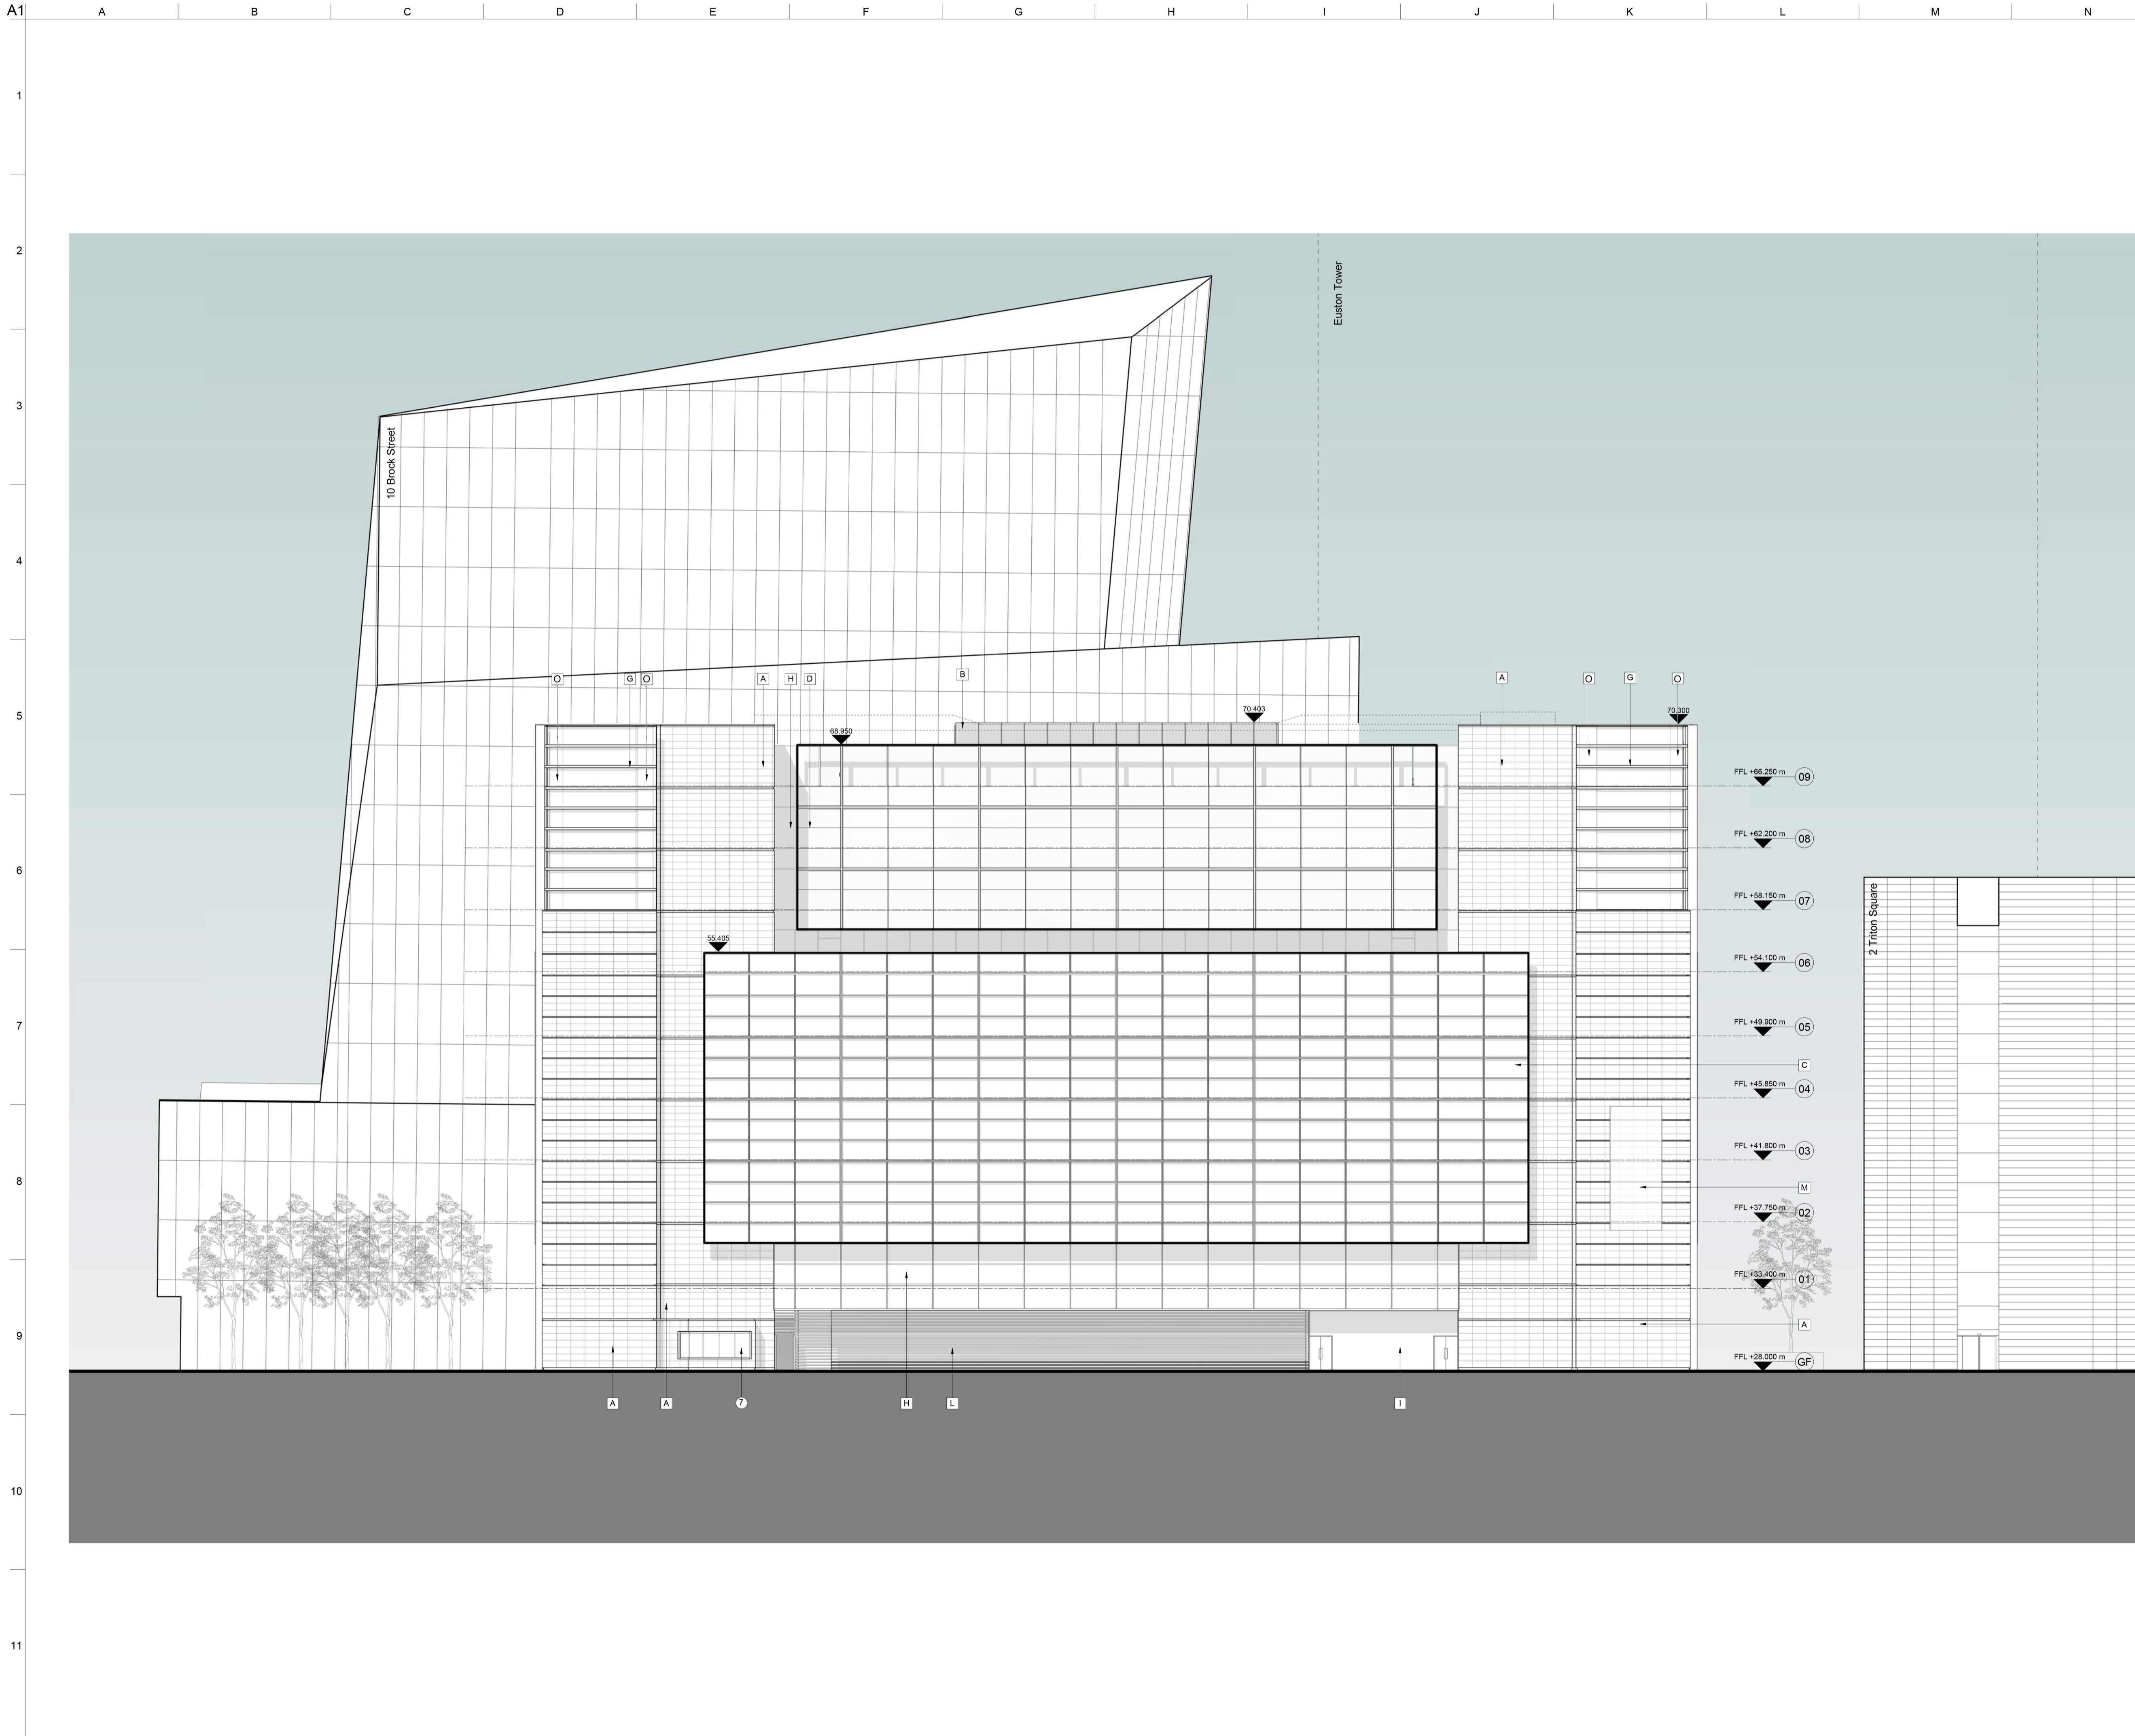 A1
A B C D E F G H I J K L M N
1
2
Euston Tower
3
10 Brock Street
4
O G O A H D B A O G O
5
70.403
70.300
68.950
FFL +66.250 m 09
FFL +62.200 m 08
6
2 Triton Square
FFL +58.150 m 07
55.405
FFL +54.100 m 06
7
FFL +49.900 m 05
C
FFL +45.850 m 04
FFL +41.800 m 03
8
M
FFL +37.750 m 02
FFL +33.400 m 01
A
9
FFL +28.000 m GF
A A 7 H L I
10
11